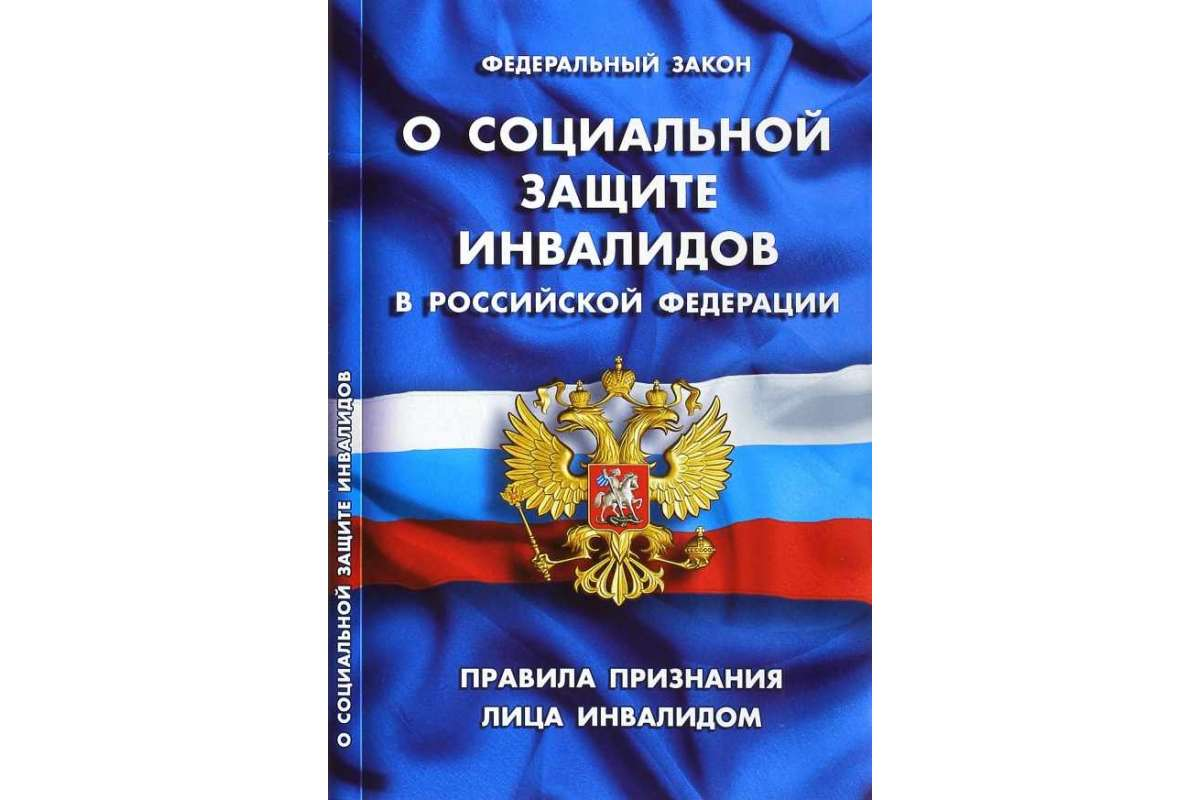 ФЕДЕРАЛЬНЫЙ ЗАКОН
О СОЦИАЛЬНОЙ
ЗАЩИТЕ
ИНВАЛИДОВ
В РОССИЙСКОЙ ФЕДЕРАЦИИ
ПРАВИЛА ПРИЗНАНИЯ
ЛИЦА ИНВАЛИДОМ
О СОЦИАЛЬНОЙ ЗАЩИТЕ ИНВАЛИДОВ